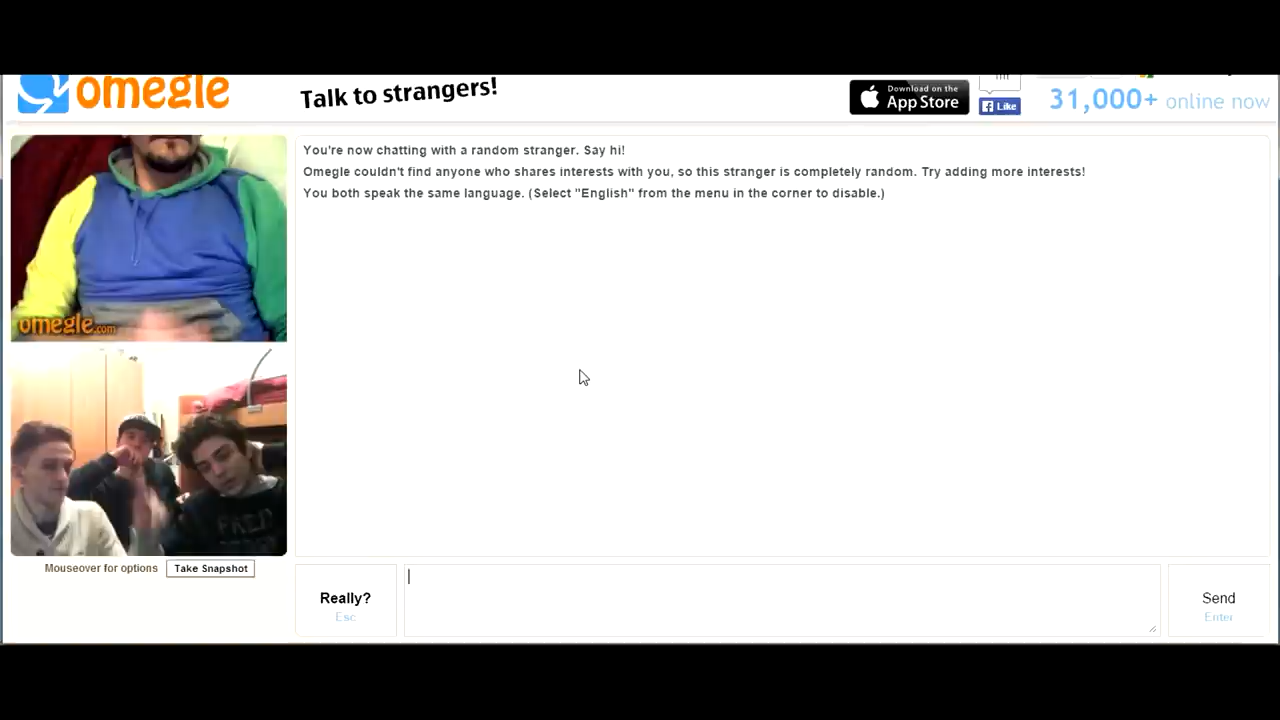 omegle
Talk to strangers!
Download on the
App Store
Like
31,000+ online now
You're now chatting with a random stranger. Say hi!
Omegle couldn't find anyone who shares interests with you, so this stranger is completely random. Try adding more interests!
You both speak the same language. (Select "English" from the menu in the corner to disable.)
omegle.com
Mouseover for options
Take Snapshot
Really?
Esc
Send
Enter